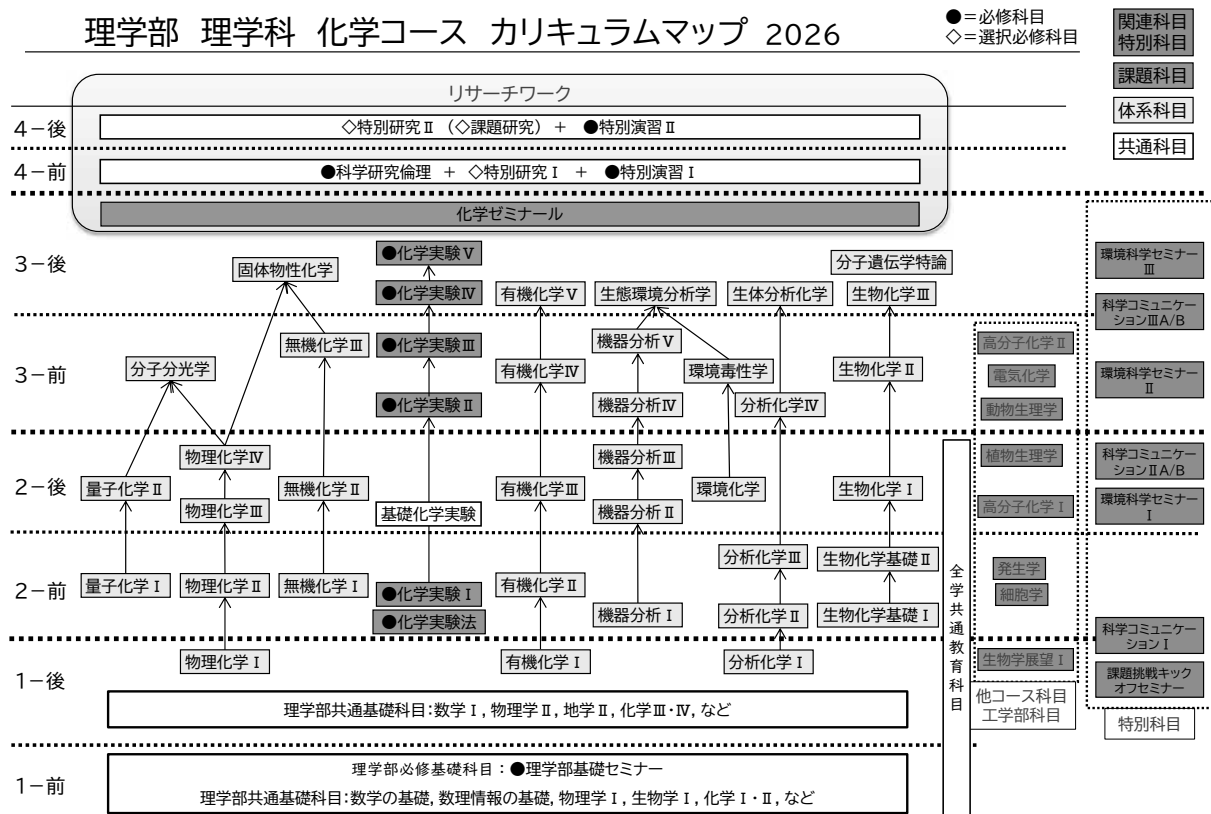 理学部 理学科 化学コース カリキュラムマップ 2026
●=必修科目
◇=選択必修科目
関連科目
特別科目
課題科目
体系科目
共通科目
リサーチワーク
4−後
◇特別研究Ⅱ (◇課題研究) + ●特別演習Ⅱ
4−前
●科学研究倫理 + ◇特別研究Ⅰ + ●特別演習Ⅰ
化学ゼミナール
3−後
●化学実験Ⅴ
分子遺伝学特論
固体物性化学
●化学実験Ⅳ
有機化学Ⅴ
生態環境分析学
生体分析化学
生物化学Ⅲ
環境科学セミナー
Ⅲ
科学コミュニケー
ションⅢA/B
3−前
無機化学Ⅲ
●化学実験Ⅲ
機器分析Ⅴ
高分子化学Ⅱ
分子分光学
有機化学Ⅳ
環境毒性学
生物化学Ⅱ
電気化学
環境科学セミナー
Ⅱ
●化学実験Ⅱ
機器分析Ⅳ
分析化学Ⅳ
動物生理学
2−後
物理化学Ⅳ
機器分析Ⅲ
植物生理学
科学コミュニケー
ションⅡA/B
量子化学Ⅱ
無機化学Ⅱ
有機化学Ⅲ
環境化学
生物化学Ⅰ
物理化学Ⅲ
基礎化学実験
機器分析Ⅱ
高分子化学Ⅰ
環境科学セミナー
Ⅰ
2−前
分析化学Ⅲ
生物化学基礎Ⅱ
発生学
量子化学Ⅰ
物理化学Ⅱ
無機化学Ⅰ
●化学実験Ⅰ
有機化学Ⅱ
細胞学
●化学実験法
機器分析Ⅰ
分析化学Ⅱ
生物化学基礎Ⅰ
全学共通教育科目
科学コミュニケー
ションⅠ
1−後
物理化学Ⅰ
有機化学Ⅰ
分析化学Ⅰ
生物学展望Ⅰ
課題挑戦キック
オフセミナー
理学部共通基礎科目:数学Ⅰ, 物理学Ⅱ, 地学Ⅱ, 化学Ⅲ・Ⅳ, など
他コース科目
工学部科目
特別科目
1−前
理学部必修基礎科目:●理学部基礎セミナー
理学部共通基礎科目:数学の基礎, 数理情報の基礎, 物理学Ⅰ, 生物学Ⅰ, 化学Ⅰ・Ⅱ, など